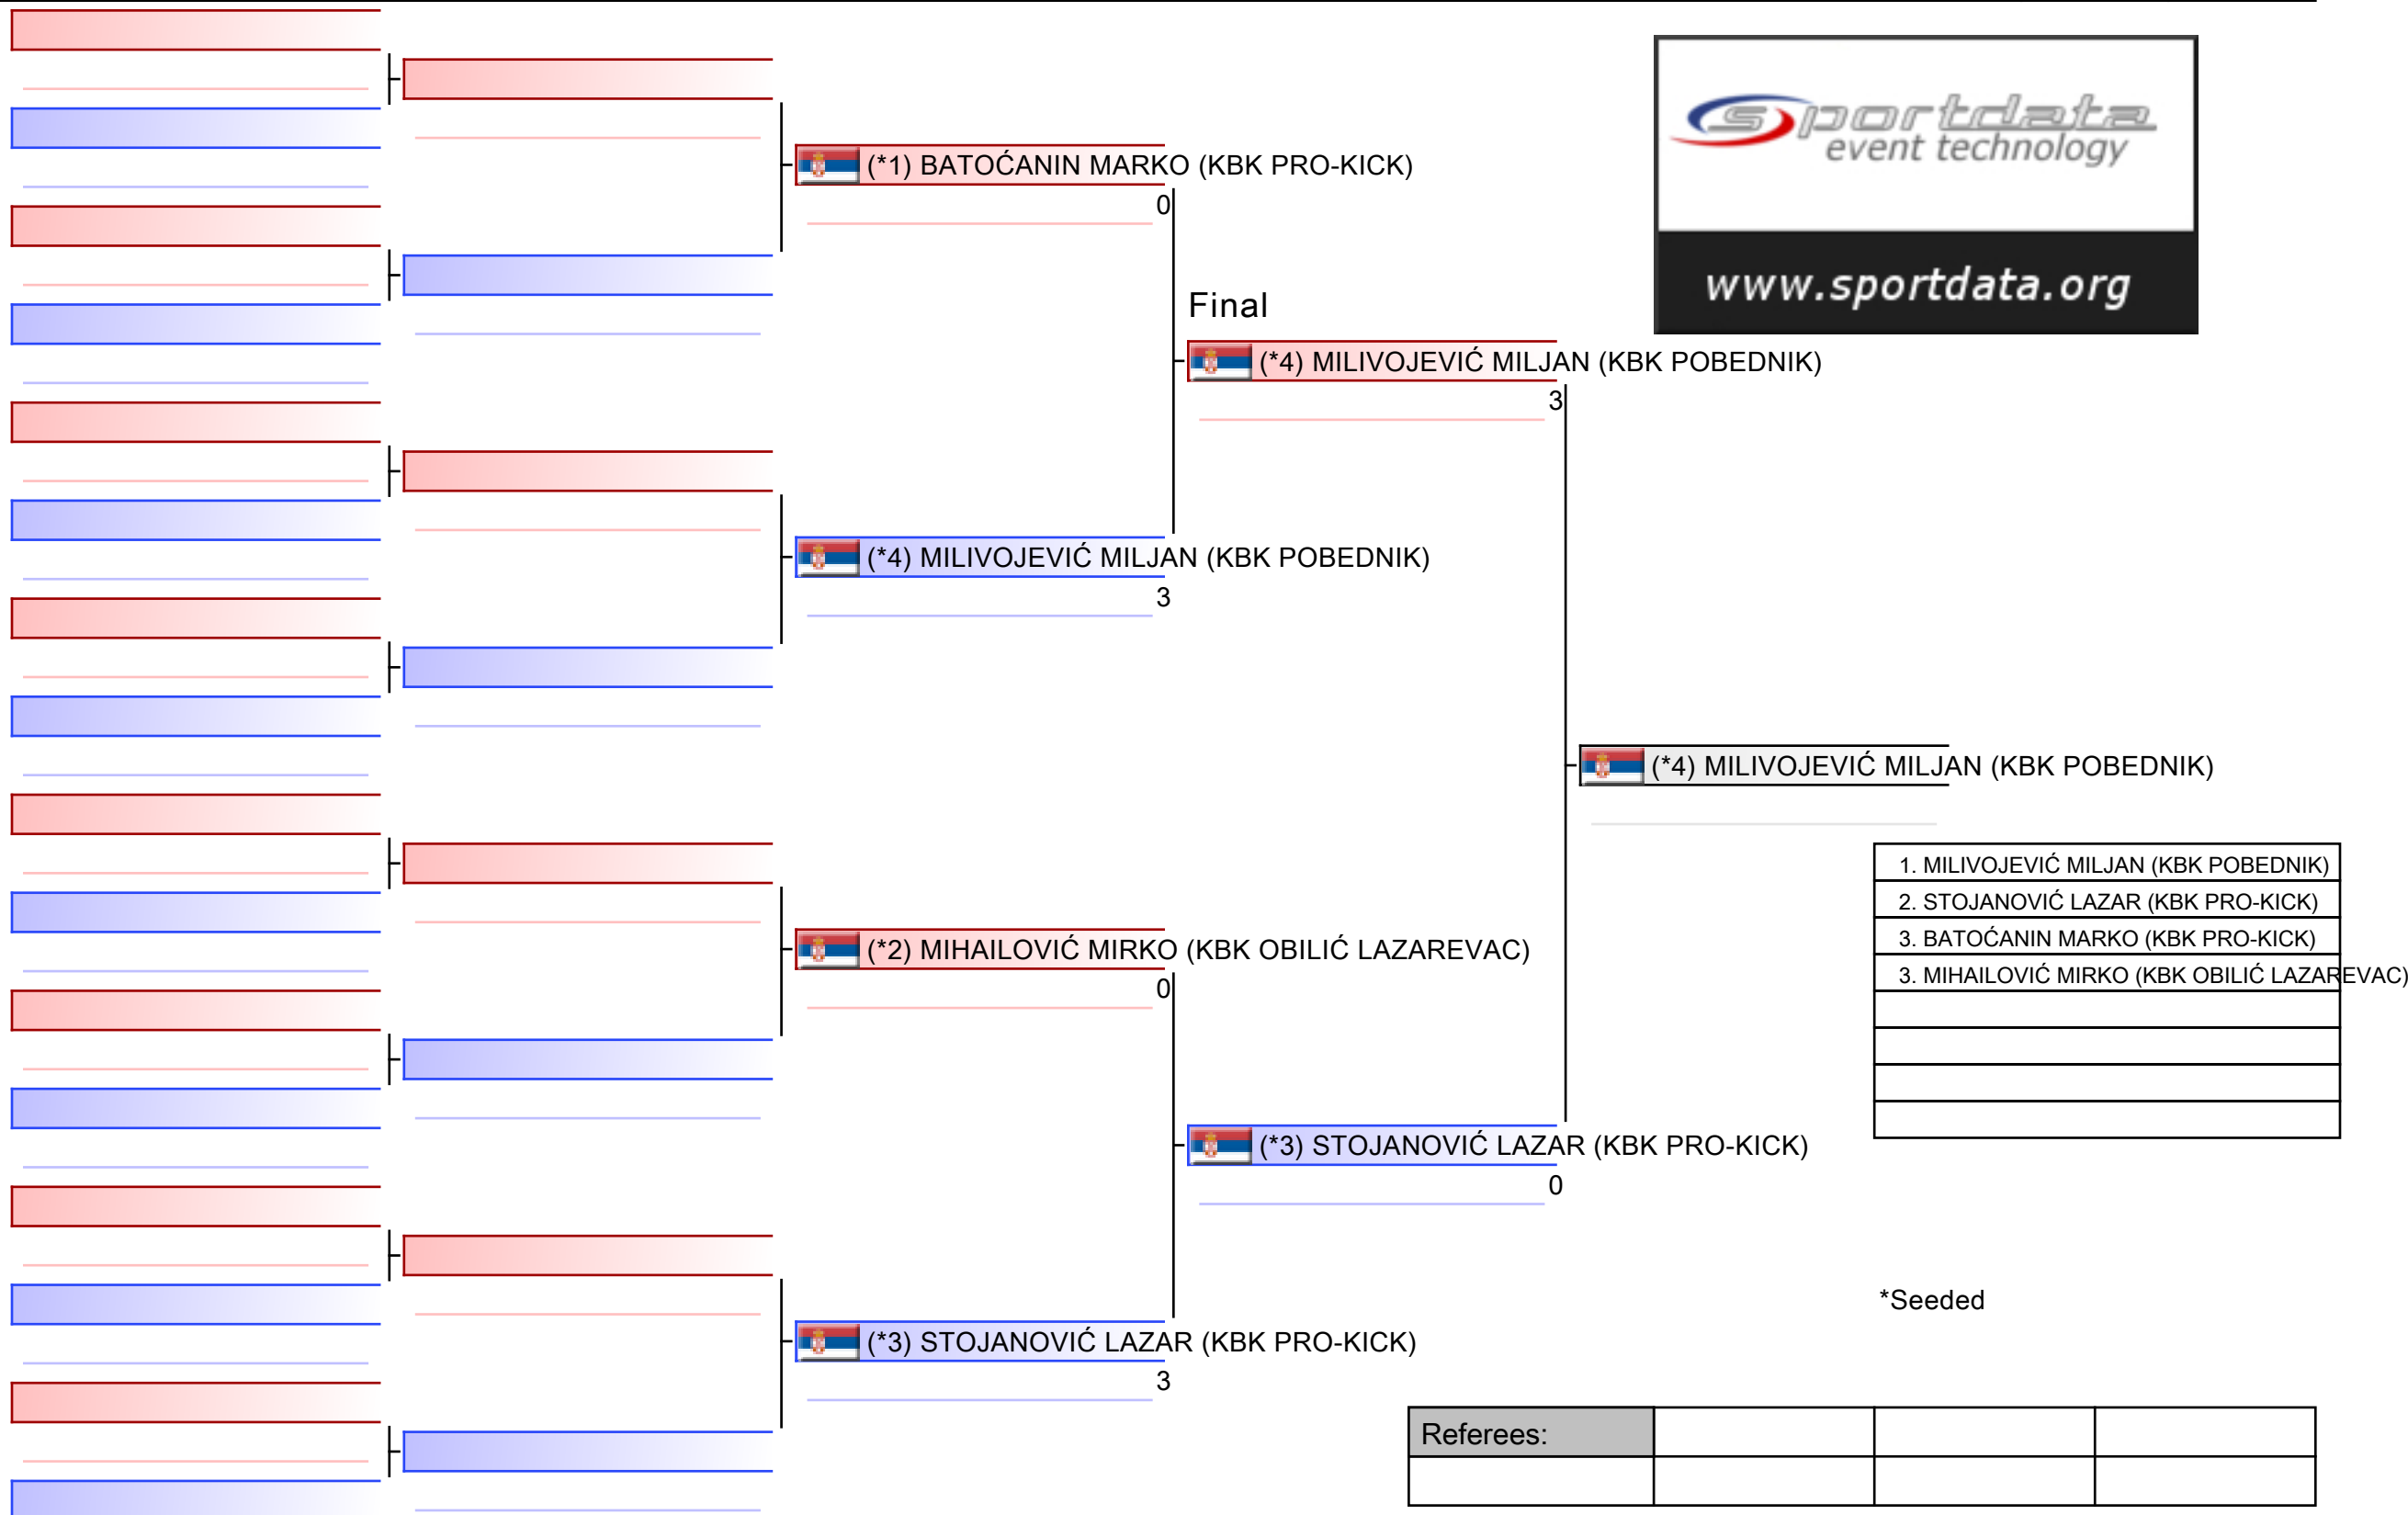 sportdata
event technology
www.sportdata.org
(*1) BATOĆANIN MARKO (KBK PRO-KICK)
0
Final
(*4) MILIVOJEVIĆ MILJAN (KBK POBEDNIK)
3
(*4) MILIVOJEVIĆ MILJAN (KBK POBEDNIK)
3
(*4) MILIVOJEVIĆ MILJAN (KBK POBEDNIK)
1. MILIVOJEVIĆ MILJAN (KBK POBEDNIK)
2. STOJANOVIĆ LAZAR (KBK PRO-KICK)
3. BATOĆANIN MARKO (KBK PRO-KICK)
3. MIHAILOVIĆ MIRKO (KBK OBILIĆ LAZAREVAC)
(*2) MIHAILOVIĆ MIRKO (KBK OBILIĆ LAZAREVAC)
0
(*3) STOJANOVIĆ LAZAR (KBK PRO-KICK)
0
*Seeded
(*3) STOJANOVIĆ LAZAR (KBK PRO-KICK)
3
Referees: